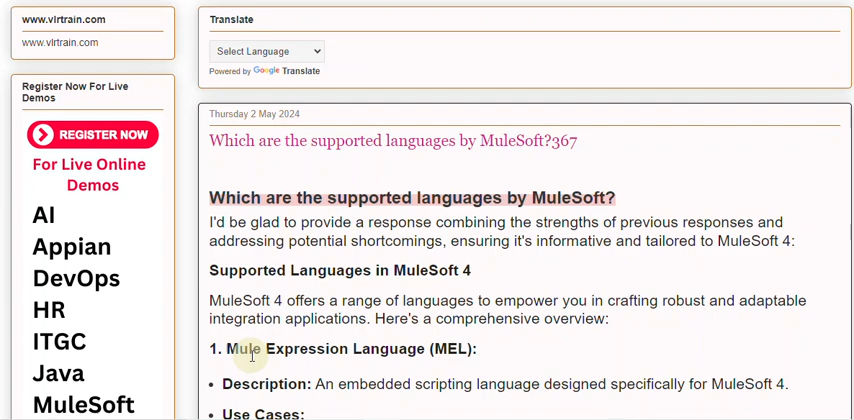 www.vlrtrain.com
www.vlrtrain.com
Register Now For Live
Demos
REGISTER NOW
For Live Online
Demos
AI
Appian
DevOps
HR
ITGC
Java
MuleSoft
Translate
Select Language
Powered by Google Translate
Thursday 2 May 2024
Which are the supported languages by MuleSoft?367
Which are the supported languages by MuleSoft?
I'd be glad to provide a response combining the strengths of previous responses and
addressing potential shortcomings, ensuring it's informative and tailored to MuleSoft 4:
Supported Languages in MuleSoft 4
MuleSoft 4 offers a range of languages to empower you in crafting robust and adaptable
integration applications. Here's a comprehensive overview:
1. Mule Expression Language (MEL):
• Description: An embedded scripting language designed specifically for MuleSoft 4.
• Use Cases: